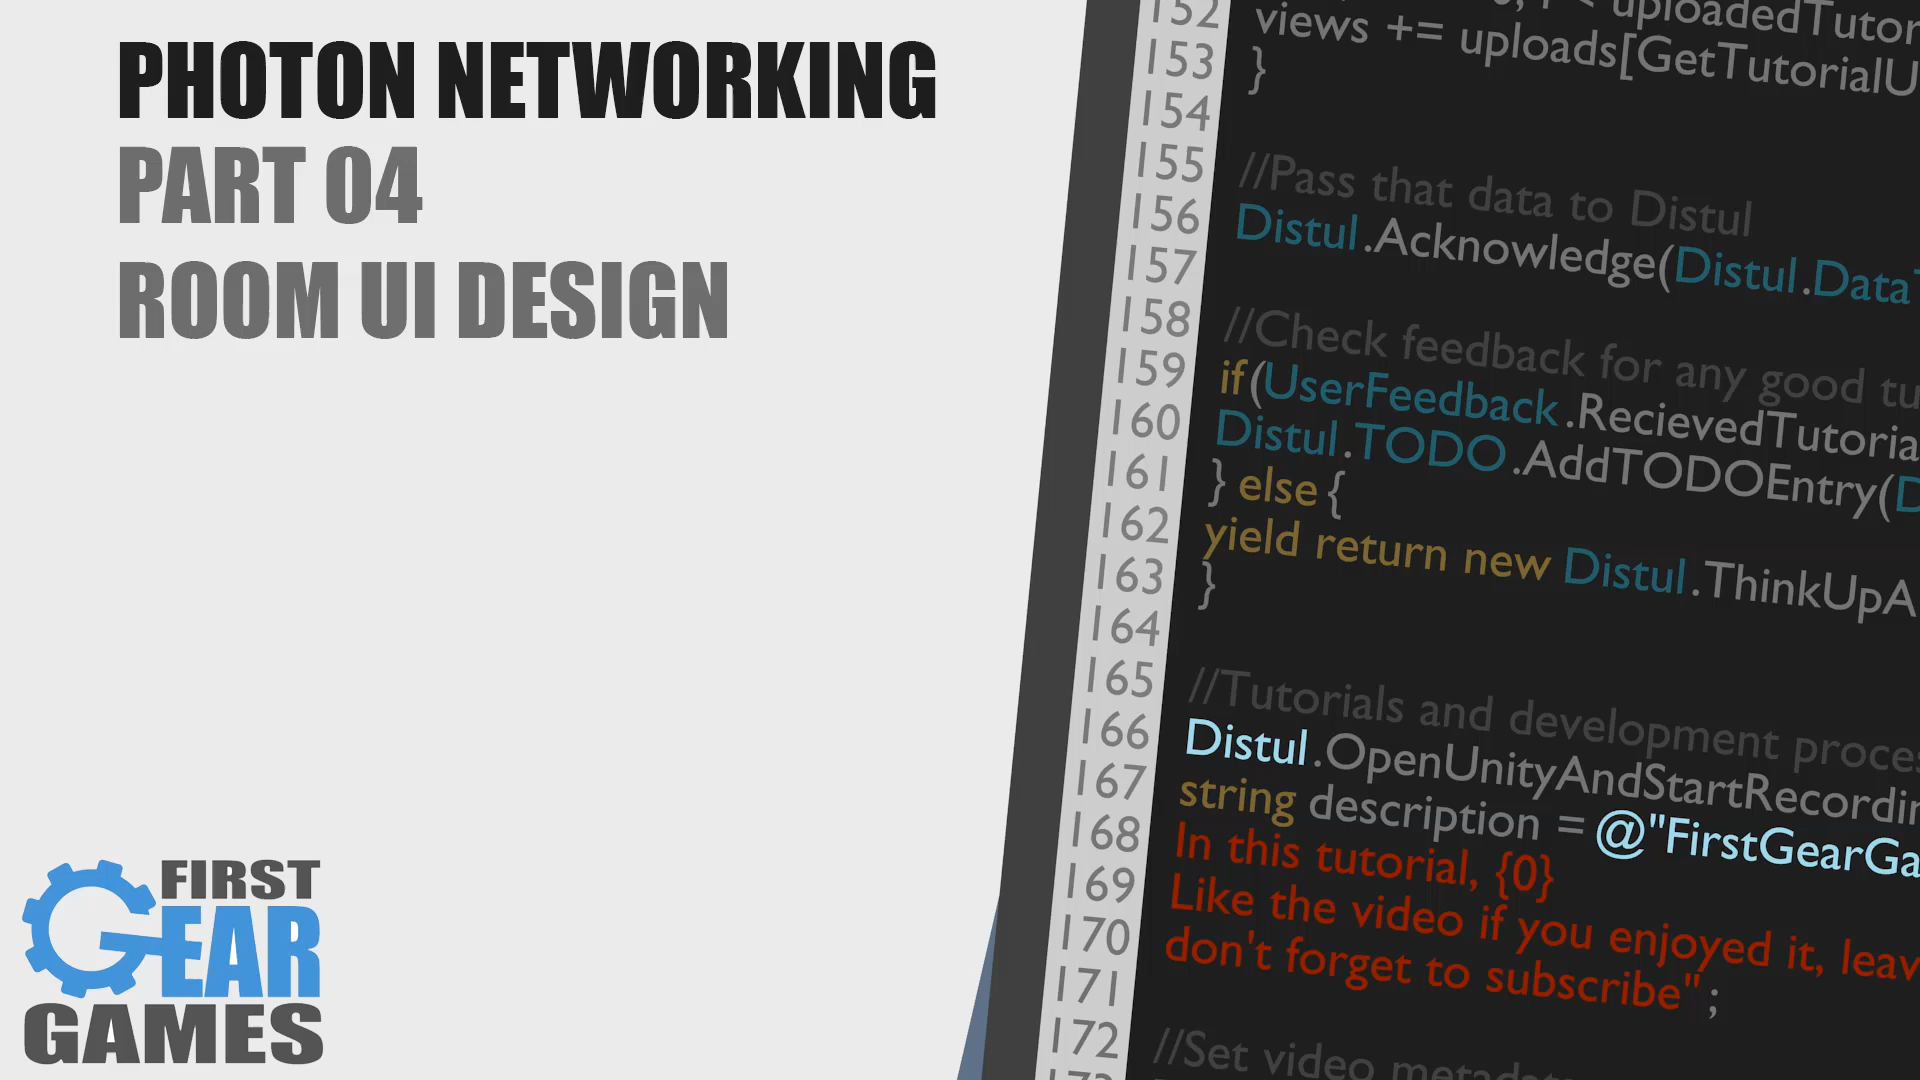 PHOTON NETWORKING
PART 04
ROOM UI DESIGN
FIRST
GEAR
GAMES
152
153
154
155
156
157
158
159
160
161
162
163
164
165
166
167
168
169
170
171
172
views += uploads[GetTutorialU
}
//Pass that data to Distul
Distul.Acknowledge(Distul.Data
//Check feedback for any good tu
if(UserFeedback.RecievedTutoria
Distul.TODO.AddTODOEntry(D
} else {
yield return new Distul.ThinkUpA
}
//Tutorials and development proces
Distul.OpenUnityAndStartRecordin
string description = @"FirstGearGa
In this tutorial, {0}
Like the video if you enjoyed it, leav
don't forget to subscribe";
//Set video metadat